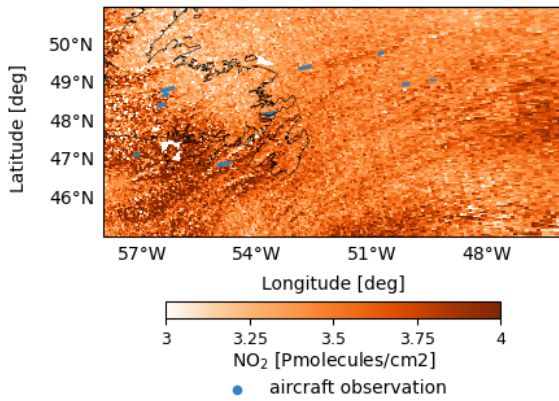 50°N
49°N
48°N
47°N
46°N
Latitude [deg]
57°W 54°W 51°W 48°W
Longitude [deg]
3 3.25 3.5 3.75 4
NO₂ [Pmolecules/cm2]
aircraft observation